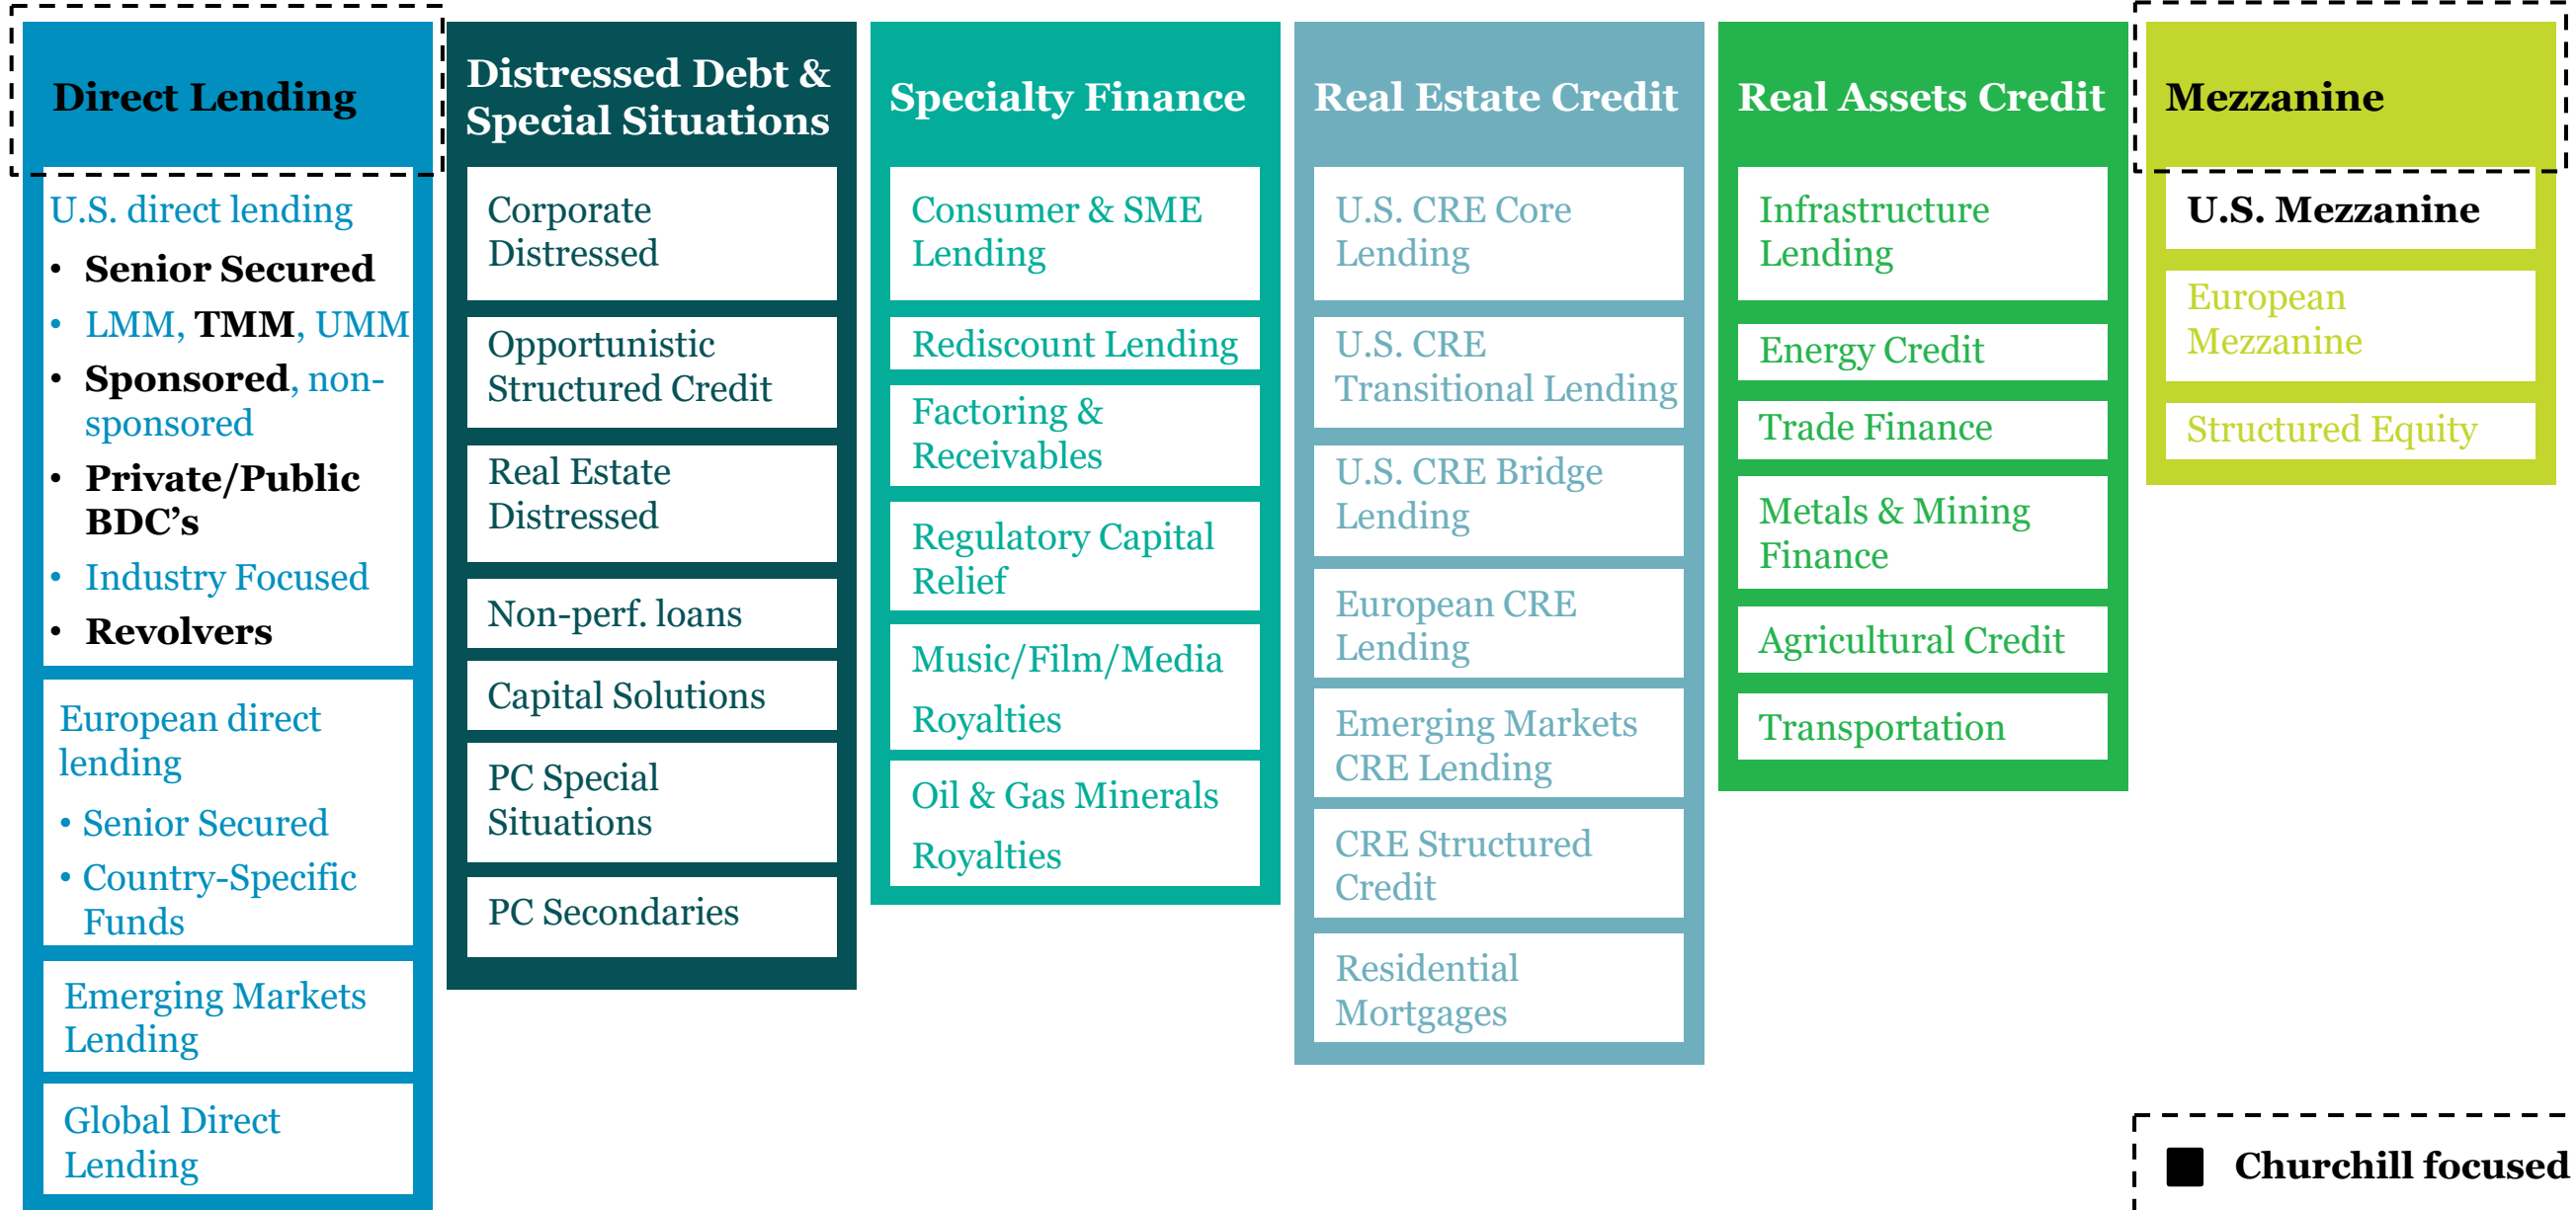 Direct Lending
U.S. direct lending
• Senior Secured
• LMM, TMM, UMM
• Sponsored, non-
sponsored
• Private/Public
BDC’s
• Industry Focused
• Revolvers
European direct
lending
• Senior Secured
• Country-Specific
Funds
Emerging Markets
Lending
Global Direct
Lending
Distressed Debt &
Special Situations
Corporate
Distressed
Opportunistic
Structured Credit
Real Estate
Distressed
Non-perf. loans
Capital Solutions
PC Special
Situations
PC Secondaries
Specialty Finance
Consumer & SME
Lending
Rediscount Lending
Factoring &
Receivables
Regulatory Capital
Relief
Music/Film/Media
Royalties
Oil & Gas Minerals
Royalties
Real Estate Credit
U.S. CRE Core
Lending
U.S. CRE
Transitional Lending
U.S. CRE Bridge
Lending
European CRE
Lending
Emerging Markets
CRE Lending
CRE Structured
Credit
Residential
Mortgages
Real Assets Credit
Infrastructure
Lending
Energy Credit
Trade Finance
Metals & Mining
Finance
Agricultural Credit
Transportation
Mezzanine
U.S. Mezzanine
European
Mezzanine
Structured Equity
Churchill focused